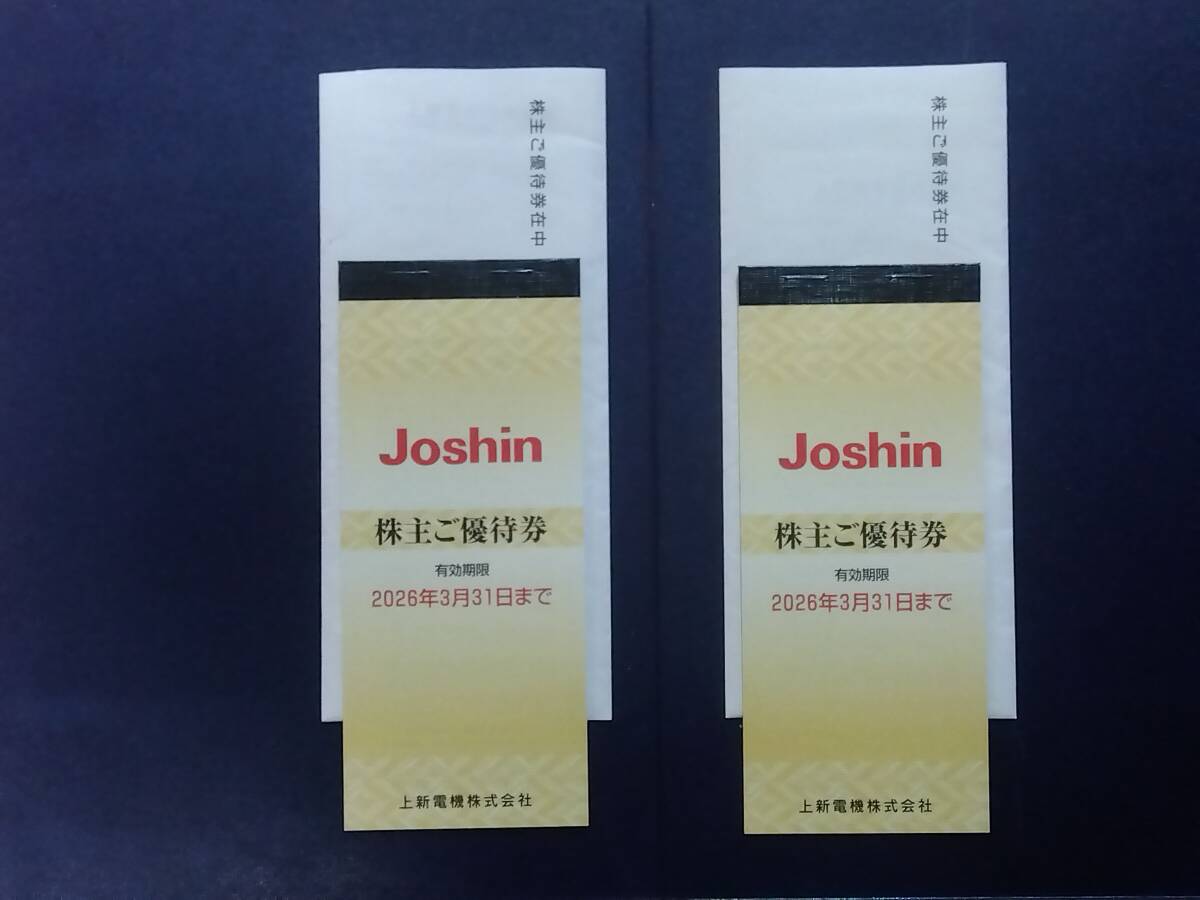 株主ご優待券在中
Joshin
株主ご優待券
有効期限
2026年3月31日まで
上新電機株式会社
株主ご優待券在中
Joshin
株主ご優待券
有効期限
2026年3月31日まで
上新電機株式会社